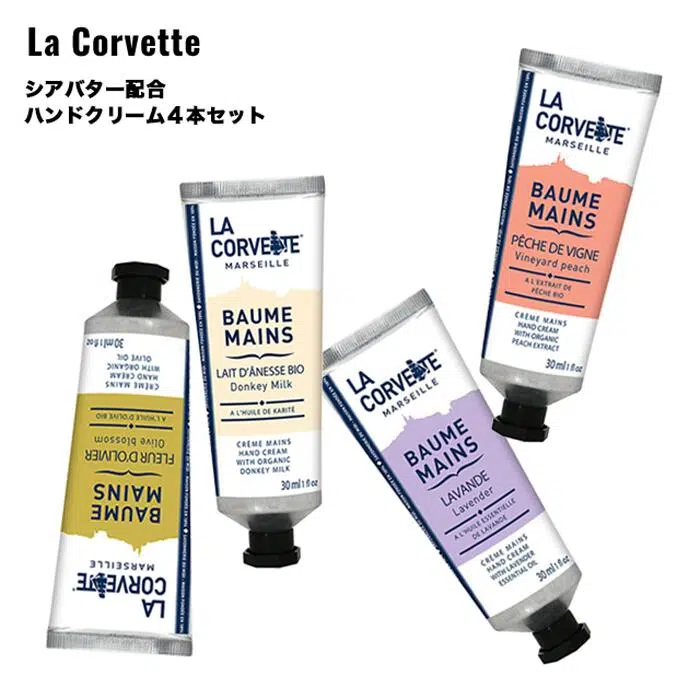 La Corvette
シアバター配合
ハンドクリーム4本セット
LA
CORVETTE
MARSEILLE
BAUME
MAINS
PÊCHE DE VIGNE
Vineyard peach
A L'EXTRAIT DE
PÊCHE BIO
CRÈME MAINS
HAND CREAM
WITH ORGANIC
PEACH EXTRACT
30 ml 1 fl oz
LA
CORVETTE
MARSEILLE
BAUME
MAINS
LAIT D'ÂNESSE BIO
Donkey Milk
A L'HUILE DE KARITÉ
CRÈME MAINS
HAND CREAM
WITH ORGANIC
DONKEY MILK
30 ml 1 fl oz
LA
CORVETTE
MARSEILLE
BAUME
MAINS
LAVANDE
Lavender
A L'HUILE ESSENTIELLE
DE LAVANDE
CRÈME MAINS
HAND CREAM
WITH LAVENDER
ESSENTIAL OIL
30 ml 1 fl oz
LA
CORVETTE
MARSEILLE
BAUME
MAINS
FLEUR D'OLIVIER
Olive blossom
A L'HUILE D'OLIVE BIO
CRÈME MAINS
HAND CREAM
WITH ORGANIC
OLIVE OIL
30 ml 1 fl oz